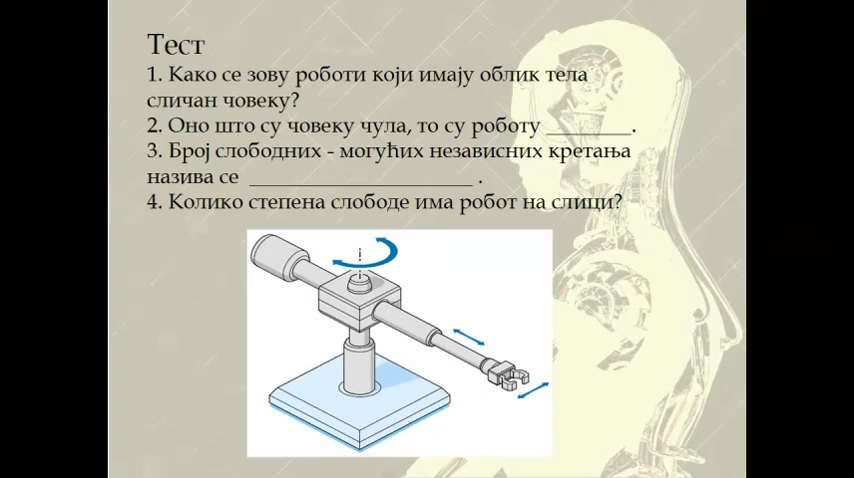 Тест
1. Како се зову роботи који имају облик тела
сличан човеку?
2. Оно што су човеку чула, то су роботу ________.
3. Број слободних - могућих независних кретања
назива се _____________________ .
4. Колико степена слободе има робот на слици?